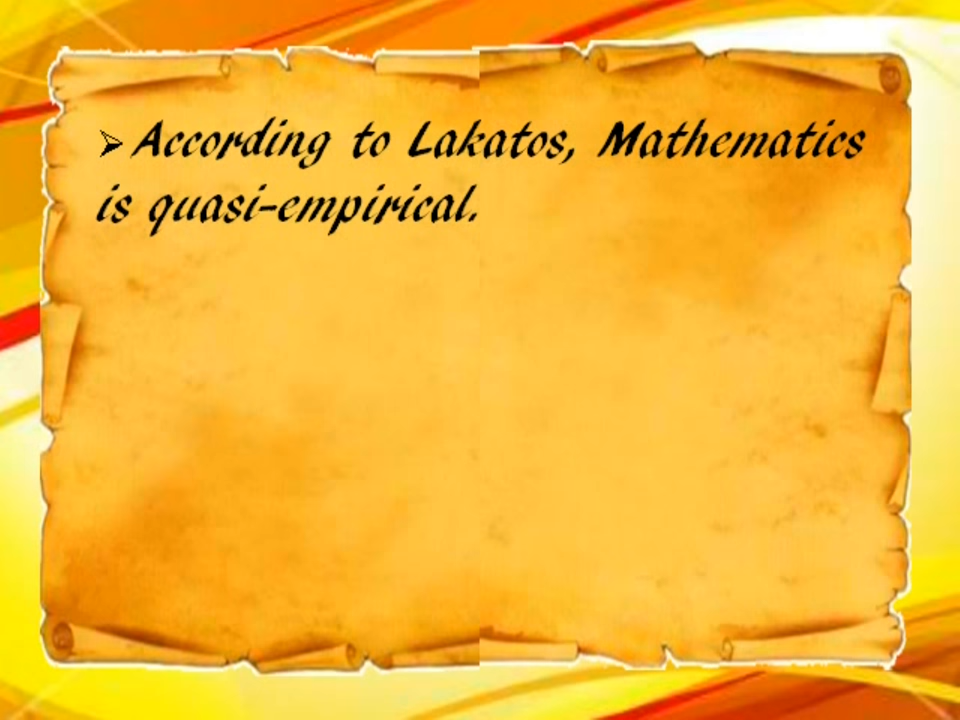 ➢ According to Lakatos, Mathematics
is quasi-empirical.